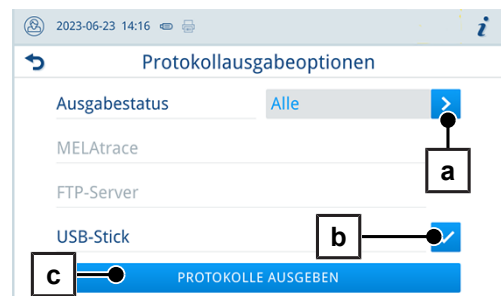 2023-06-23 14:16
i
Protokollausgabeoptionen
Ausgabestatus Alle
a
MELAtrace
FTP-Server
USB-Stick
b
c
PROTOKOLLE AUSGEBEN